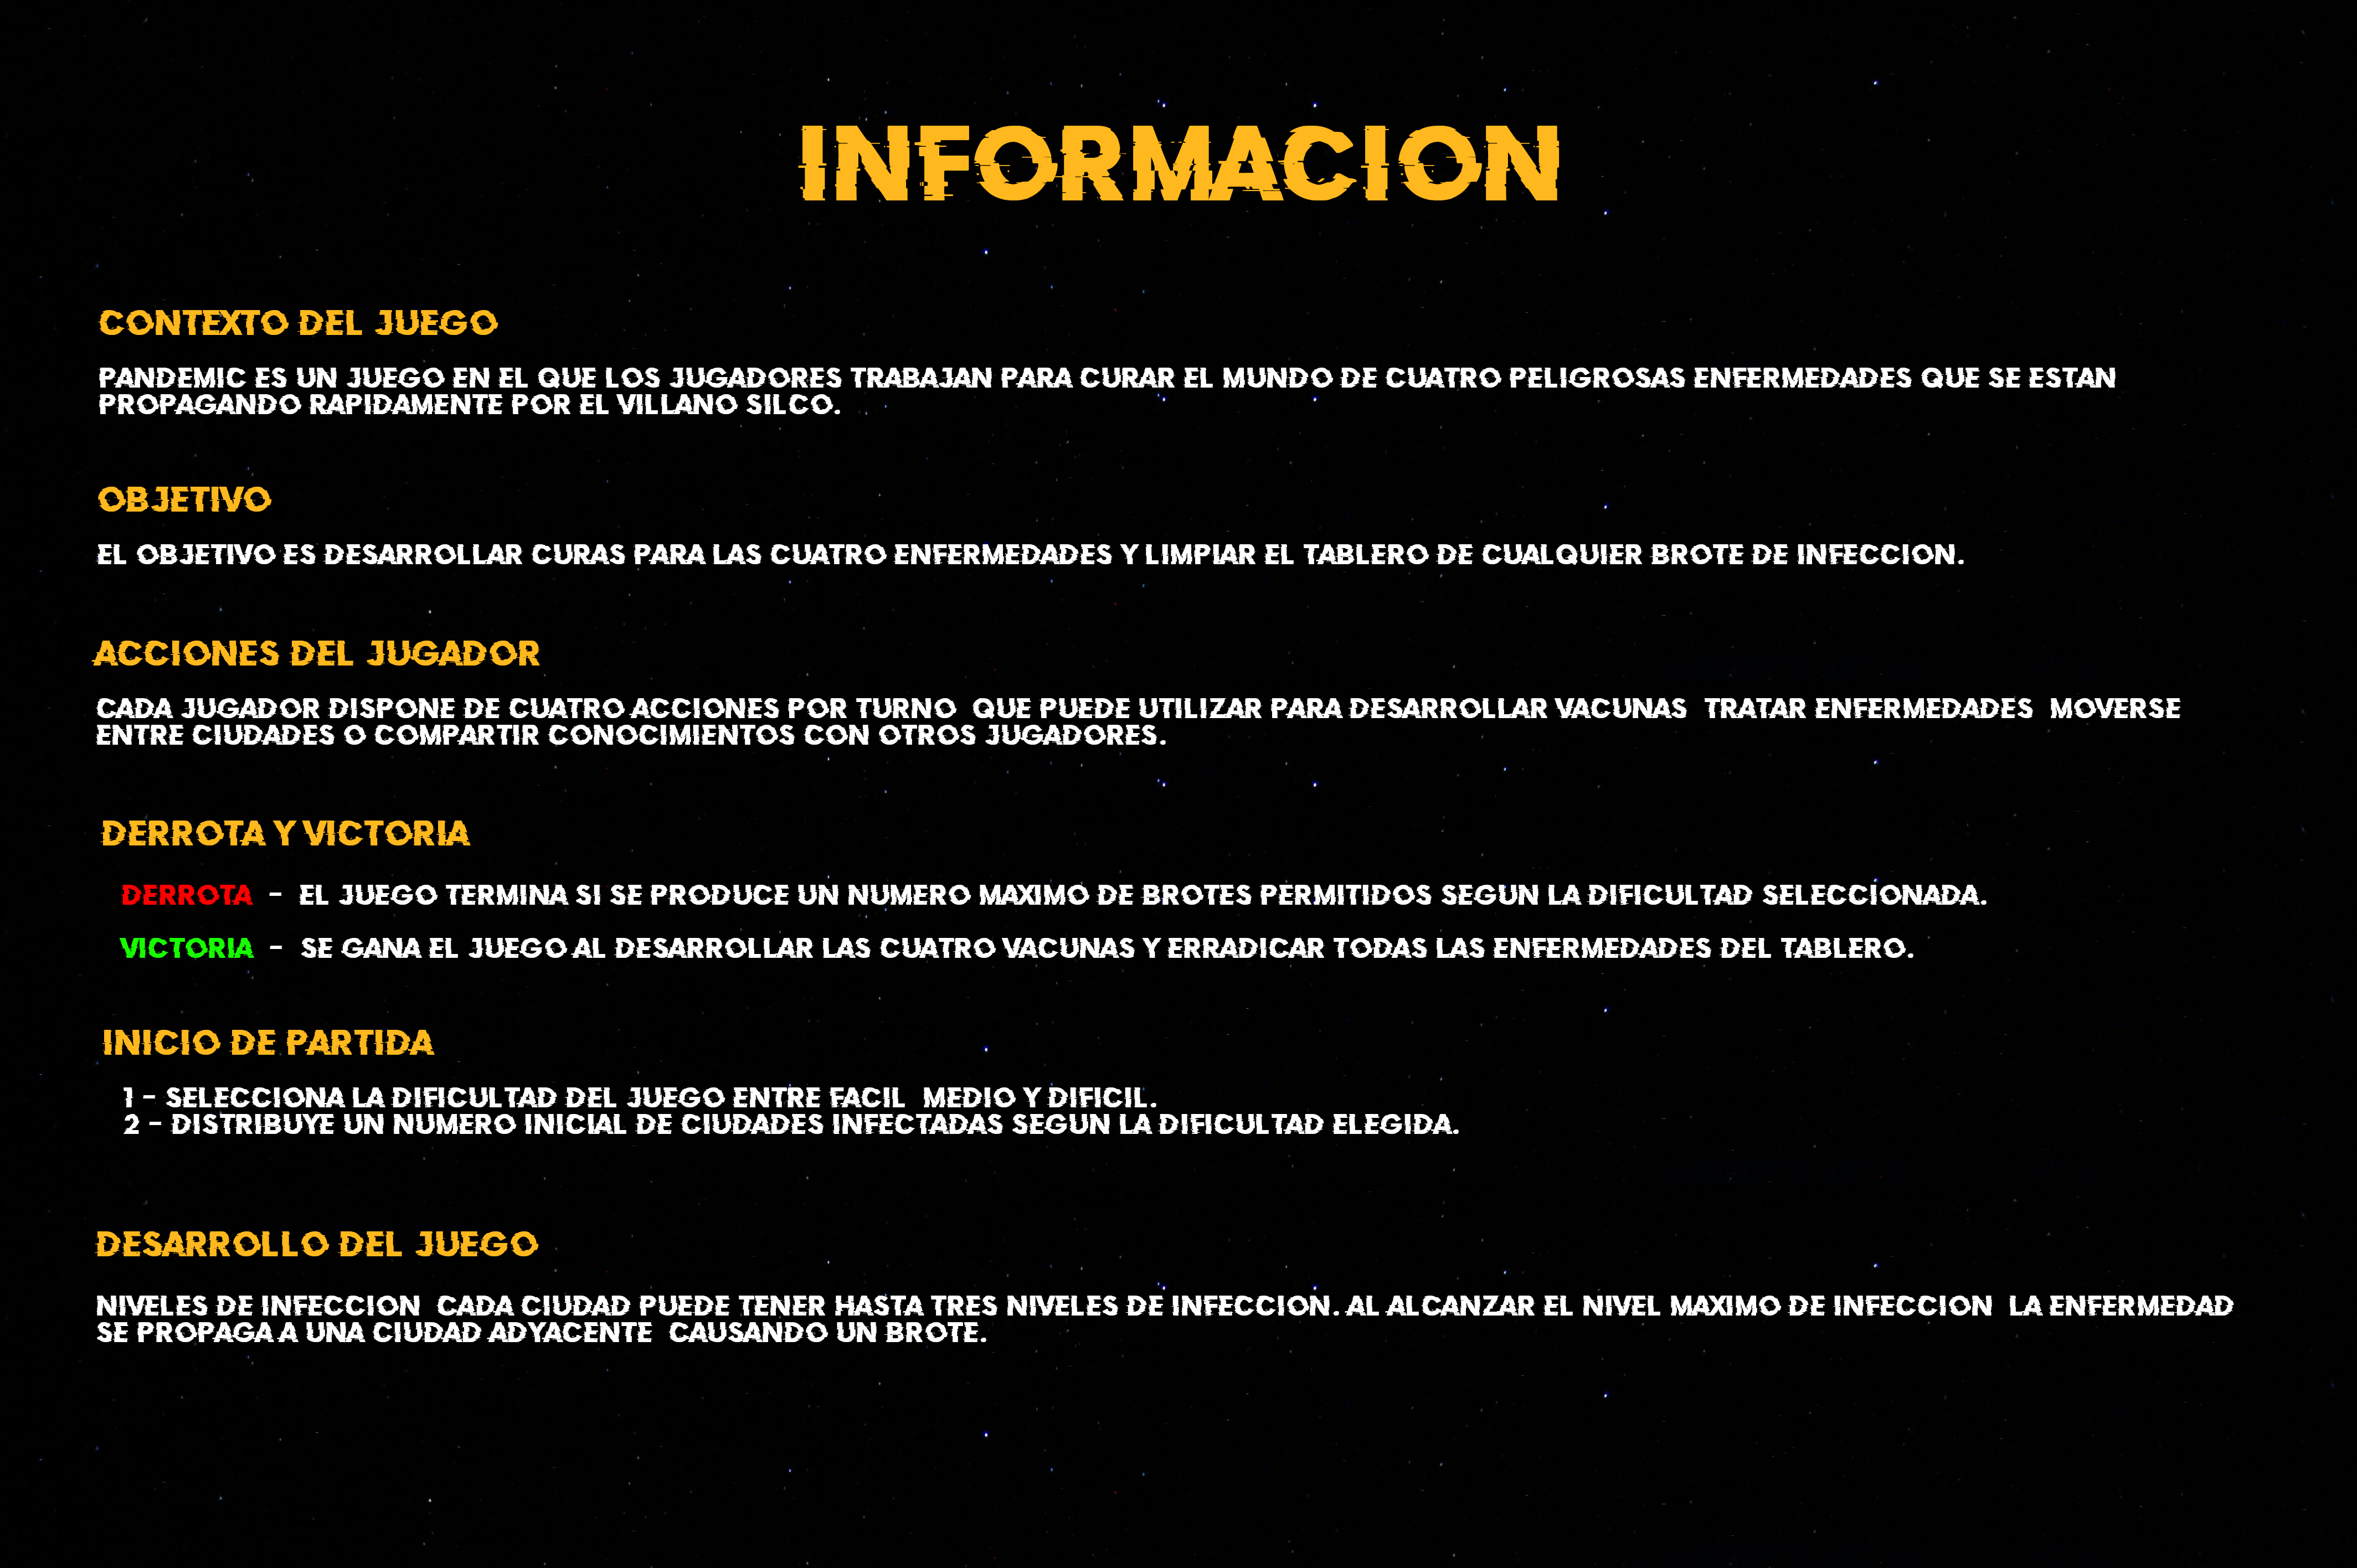 INFORMACION
CONTEXTO DEL JUEGO
PANDEMIC ES UN JUEGO EN EL QUE LOS JUGADORES TRABAJAN PARA CURAR EL MUNDO DE CUATRO PELIGROSAS ENFERMEDADES QUE SE ESTAN
PROPAGANDO RAPIDAMENTE POR EL VILLANO SILCO.
OBJETIVO
EL OBJETIVO ES DESARROLLAR CURAS PARA LAS CUATRO ENFERMEDADES Y LIMPIAR EL TABLERO DE CUALQUIER BROTE DE INFECCION.
ACCIONES DEL JUGADOR
CADA JUGADOR DISPONE DE CUATRO ACCIONES POR TURNO QUE PUEDE UTILIZAR PARA DESARROLLAR VACUNAS TRATAR ENFERMEDADES MOVERSE
ENTRE CIUDADES O COMPARTIR CONOCIMIENTOS CON OTROS JUGADORES.
DERROTA Y VICTORIA
DERROTA - EL JUEGO TERMINA SI SE PRODUCE UN NUMERO MAXIMO DE BROTES PERMITIDOS SEGUN LA DIFICULTAD SELECCIONADA.
VICTORIA - SE GANA EL JUEGO AL DESARROLLAR LAS CUATRO VACUNAS Y ERRADICAR TODAS LAS ENFERMEDADES DEL TABLERO.
INICIO DE PARTIDA
1 - SELECCIONA LA DIFICULTAD DEL JUEGO ENTRE FACIL MEDIO Y DIFICIL.
2 - DISTRIBUYE UN NUMERO INICIAL DE CIUDADES INFECTADAS SEGUN LA DIFICULTAD ELEGIDA.
DESARROLLO DEL JUEGO
NIVELES DE INFECCION CADA CIUDAD PUEDE TENER HASTA TRES NIVELES DE INFECCION. AL ALCANZAR EL NIVEL MAXIMO DE INFECCION LA ENFERMEDAD
SE PROPAGA A UNA CIUDAD ADYACENTE CAUSANDO UN BROTE.